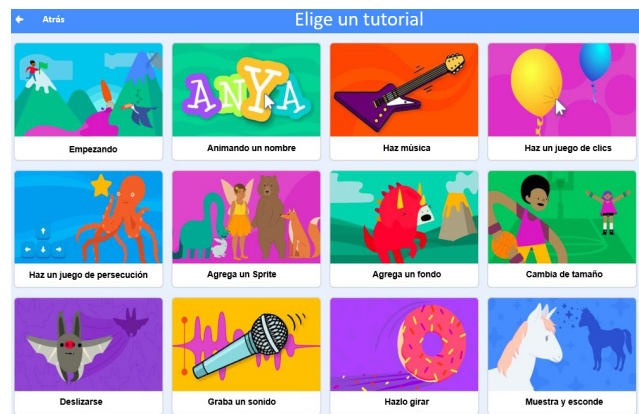 Atrás
Elige un tutorial
ANYA
Empezando
Animando un nombre
Haz música
Haz un juego de clics
Haz un juego de persecución
Agrega un Sprite
Agrega un fondo
Cambia de tamaño
Deslizarse
Graba un sonido
Hazlo girar
Muestra y esconde